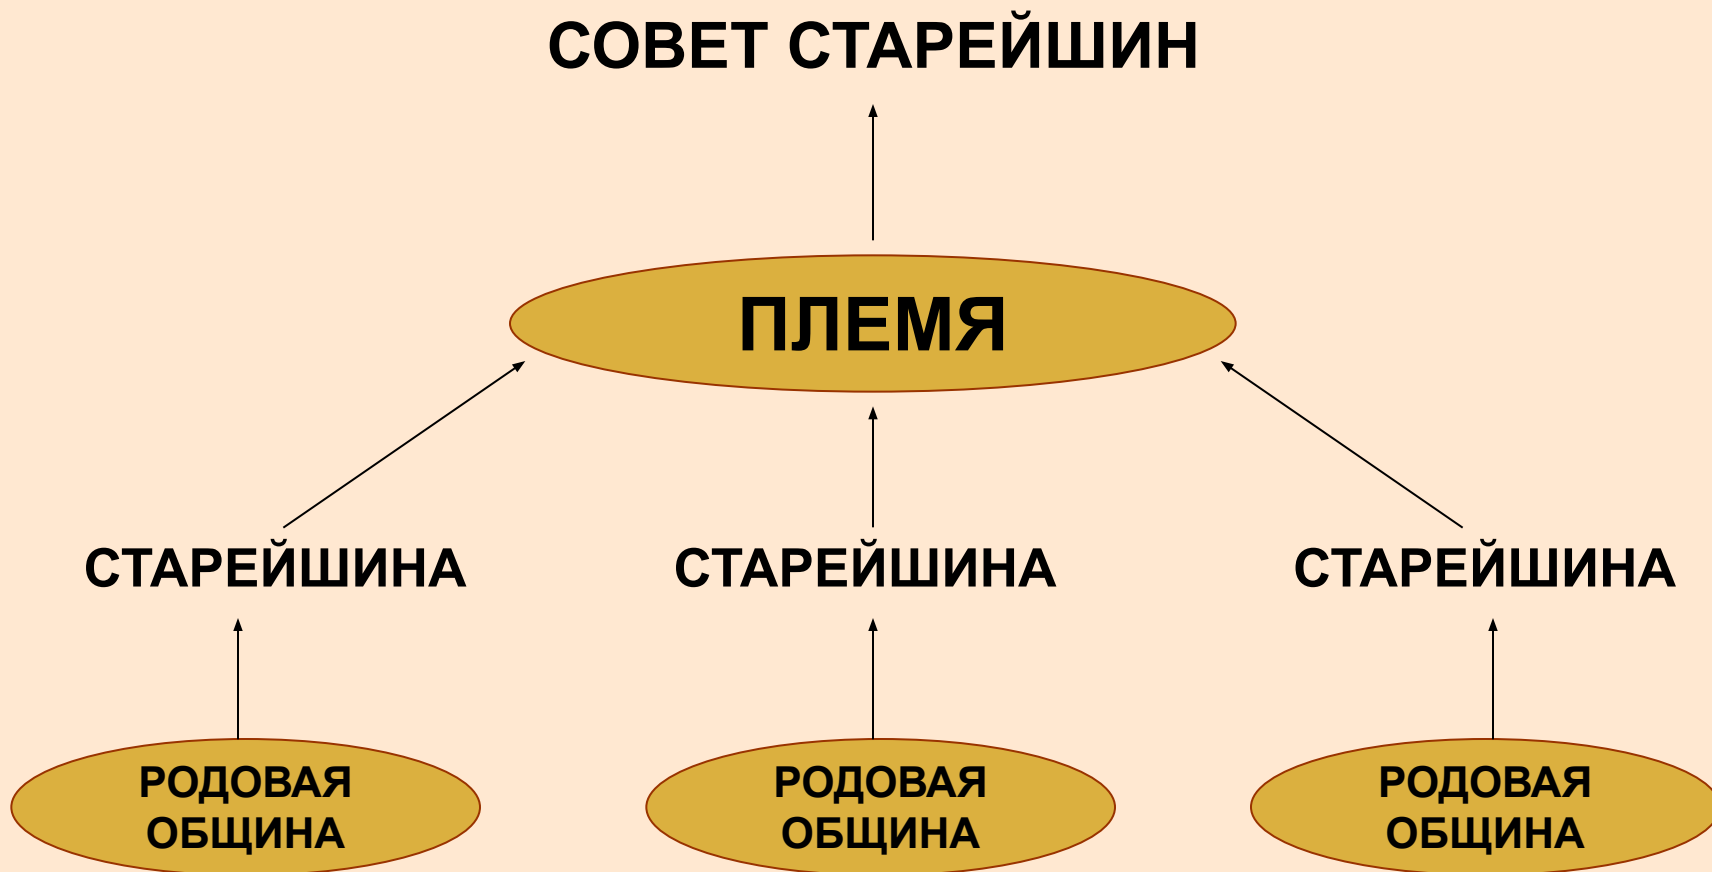 СОВЕТ СТАРЕЙШИН
ПЛЕМЯ
СТАРЕЙШИНА
СТАРЕЙШИНА
СТАРЕЙШИНА
РОДОВАЯ
ОБЩИНА
РОДОВАЯ
ОБЩИНА
РОДОВАЯ
ОБЩИНА